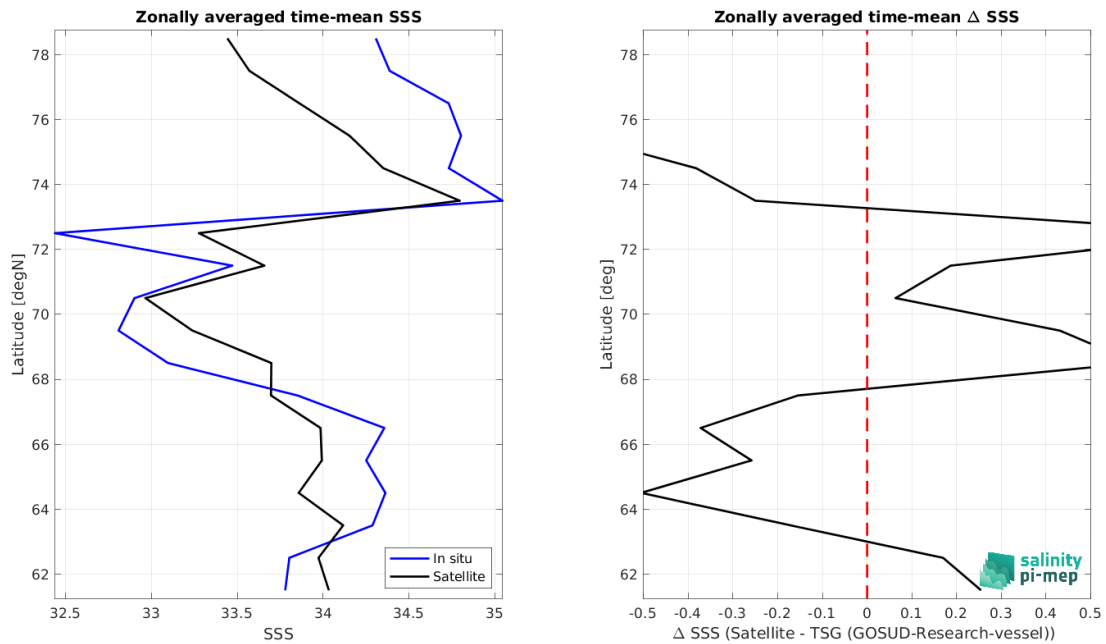 Zonally averaged time-mean SSS
78
76
74
72
70
68
66
64
62
Latitude [degN]
32.5 33 33.5 34 34.5 35
SSS
In situ
Satellite
Zonally averaged time-mean Δ SSS
78
76
74
72
70
68
66
64
62
Latitude [deg]
-0.5 -0.4 -0.3 -0.2 -0.1 0 0.1 0.2 0.3 0.4 0.5
Δ SSS (Satellite - TSG (GOSUD-Research-vessel))
salinity
pi-mep